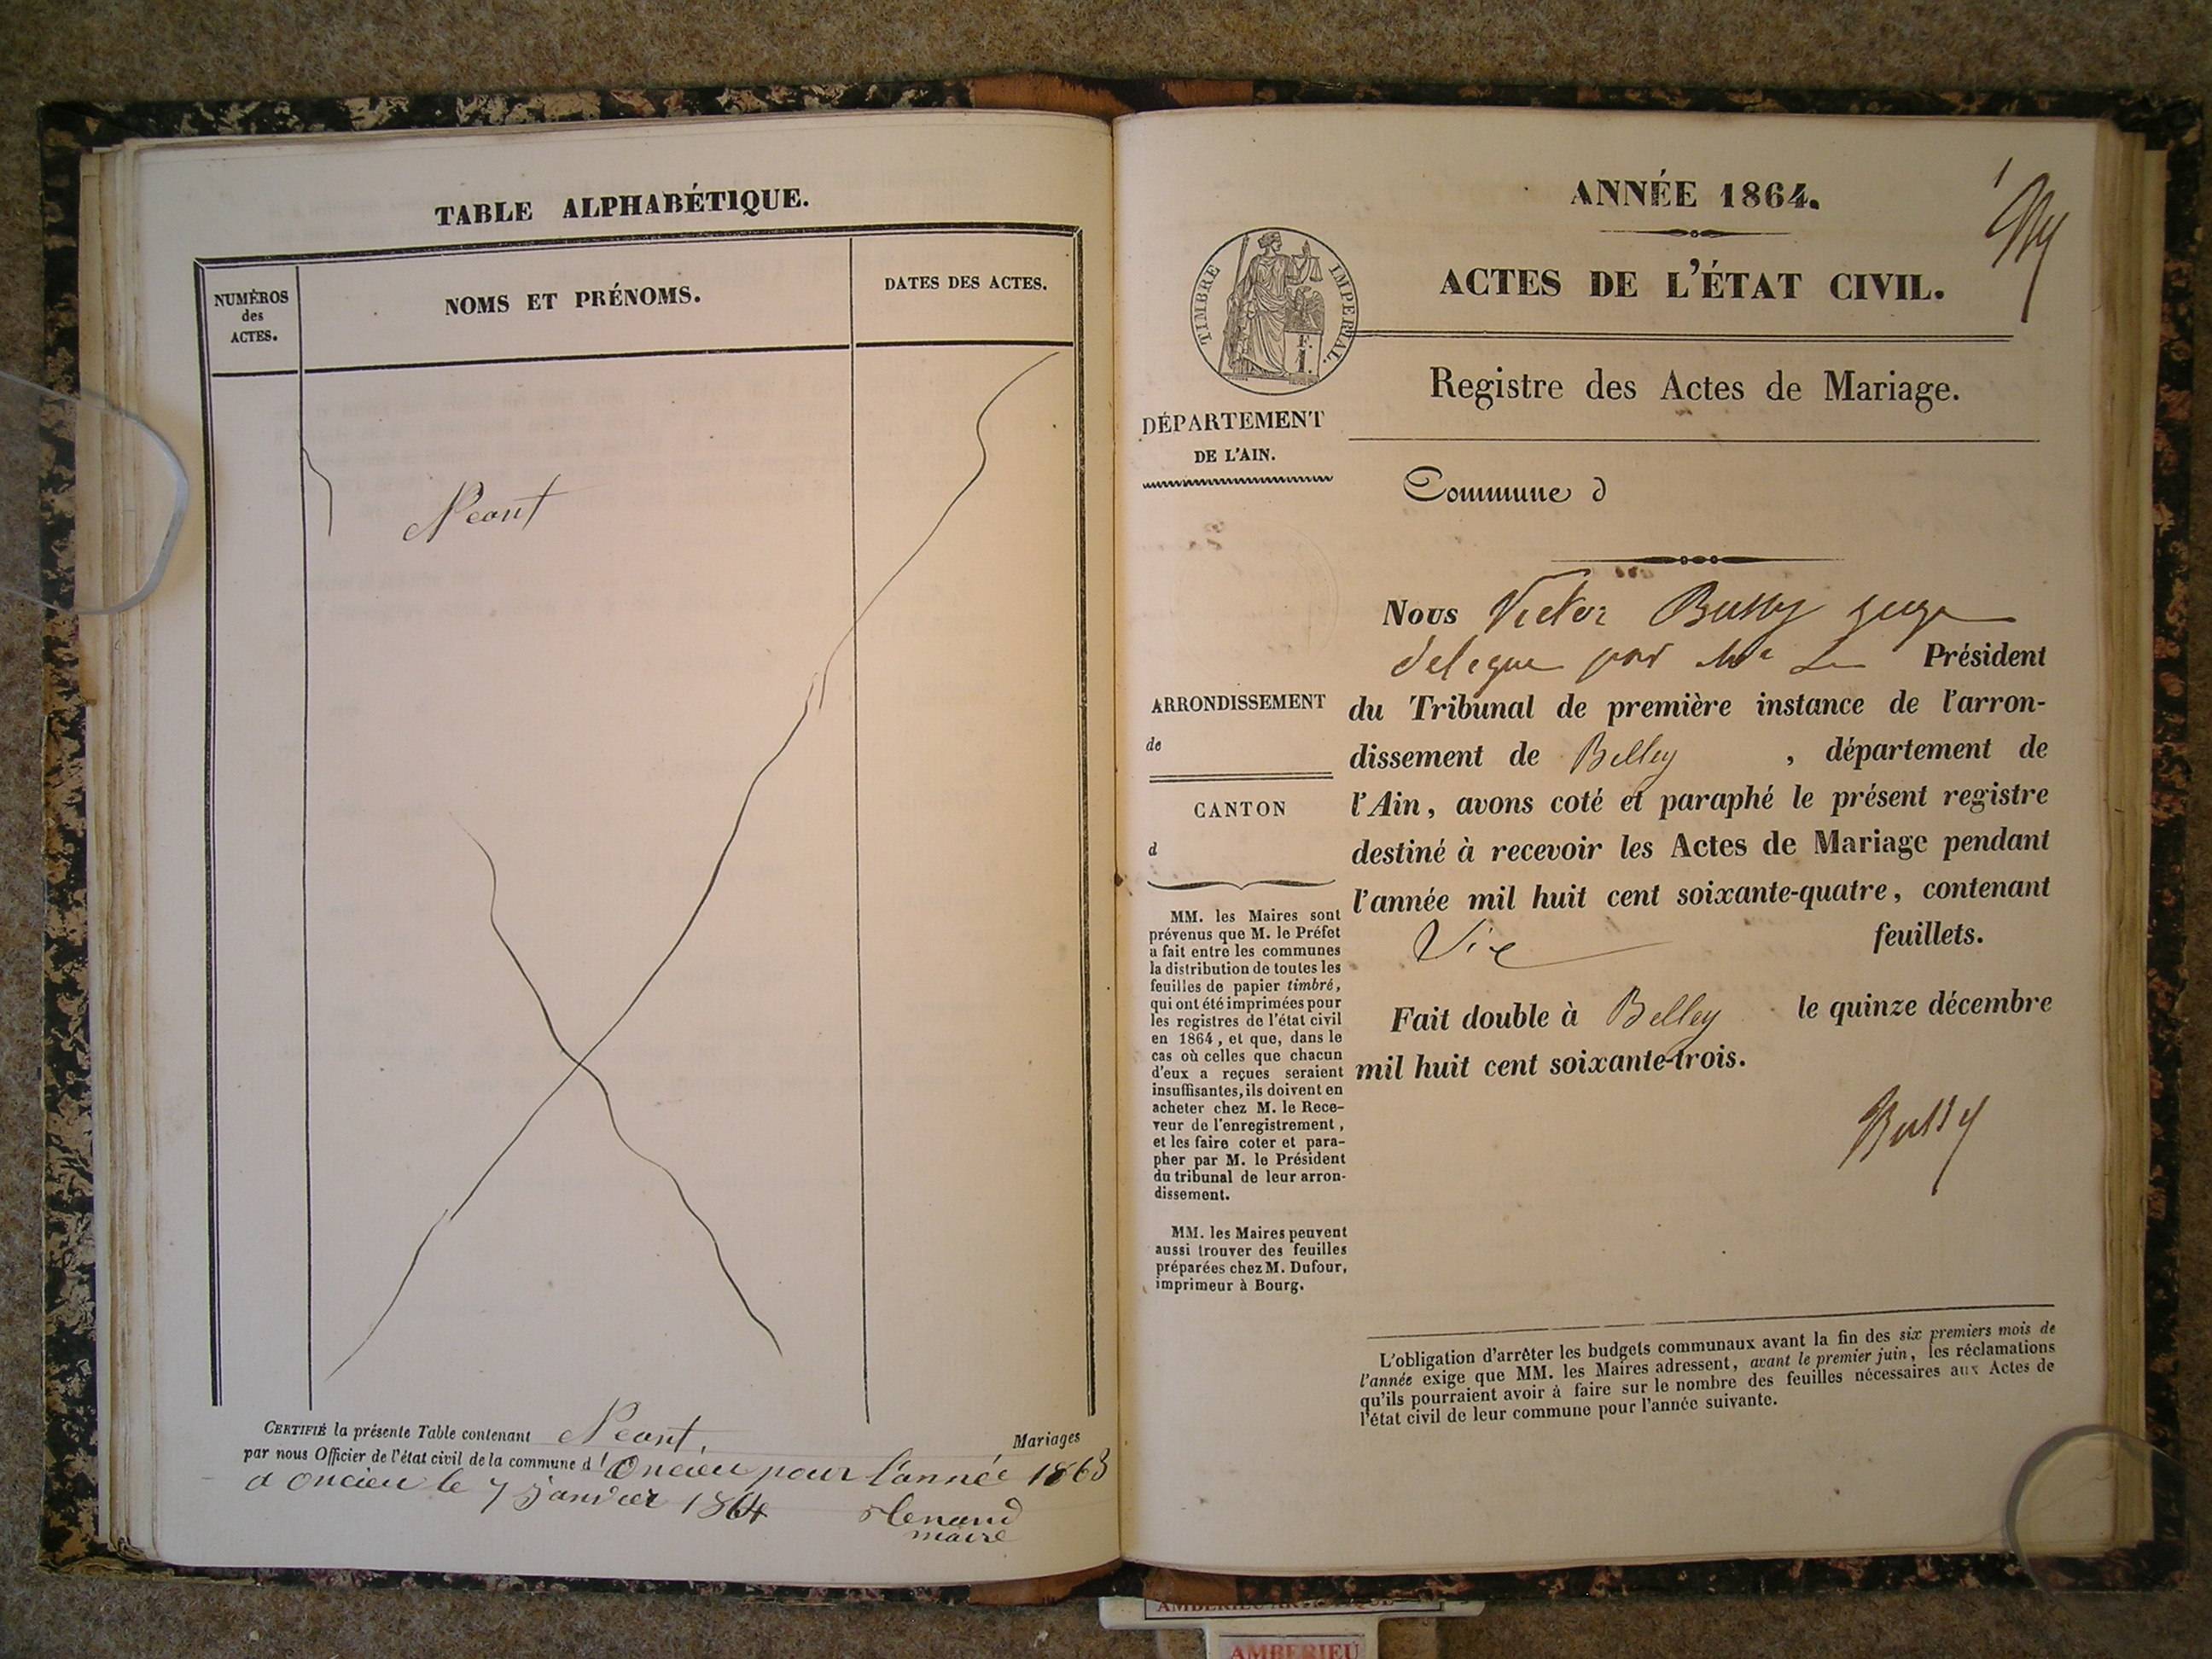 TABLE ALPHABÉTIQUE.
NUMÉROS
des
ACTES.
NOMS ET PRÉNOMS.
DATES DES ACTES.
Néant
CERTIFIÉ la présente Table contenant Néant, Mariages
par nous Officier de l'état civil de la commune d'Oncieu pour l'année 1863
a oncieu le 7 janvier 1864
maire
ANNÉE 1864.
ACTES DE L'ÉTAT CIVIL.
TIMBRE IMPERIAL.
Registre des Actes de Mariage.
DÉPARTEMENT
DE L'AIN.
Commune d
Nous Victor Bussy juge
délégué par Mr Le Président
ARRONDISSEMENT
de
CANTON
d
du Tribunal de première instance de l'arron-
dissement de Belley , département de
l'Ain, avons coté et paraphé le présent registre
destiné à recevoir les Actes de Mariage pendant
l'année mil huit cent soixante-quatre, contenant
Six feuillets.
Fait double à Belley le quinze décembre
mil huit cent soixante-trois.
Bussy
MM. les Maires sont
prévenus que M. le Préfet
a fait entre les communes
la distribution de toutes les
feuilles de papier timbré,
qui ont été imprimées pour
les registres de l'état civil
en 1864, et que, dans le
cas où celles que chacun
d'eux a reçues seraient
insuffisantes, ils doivent en
acheter chez M. le Rece-
veur de l'enregistrement,
et les faire coter et para-
pher par M. le Président
du tribunal de leur arron-
dissement.
MM. les Maires peuvent
aussi trouver des feuilles
préparées chez M. Dufour,
imprimeur à Bourg.
L'obligation d'arrêter les budgets communaux avant la fin des six premiers mois de
l'année exige que MM. les Maires adressent, avant le premier juin, les réclamations
qu'ils pourraient avoir à faire sur le nombre des feuilles nécessaires aux Actes de
l'état civil de leur commune pour l'année suivante.
AMBERIEU